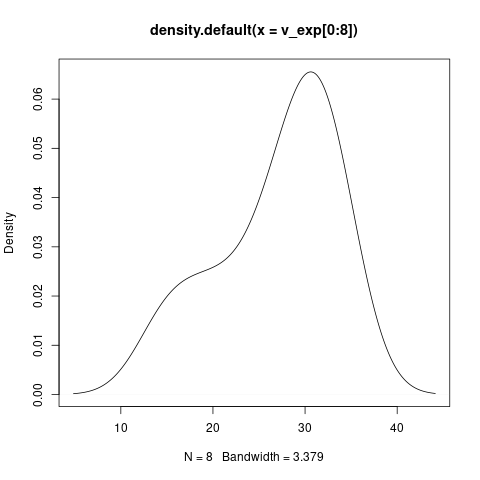 density.default(x = v_exp[0:8])
Density
0.06
0.05
0.04
0.03
0.02
0.01
0.00
10 20 30 40
N = 8 Bandwidth = 3.379